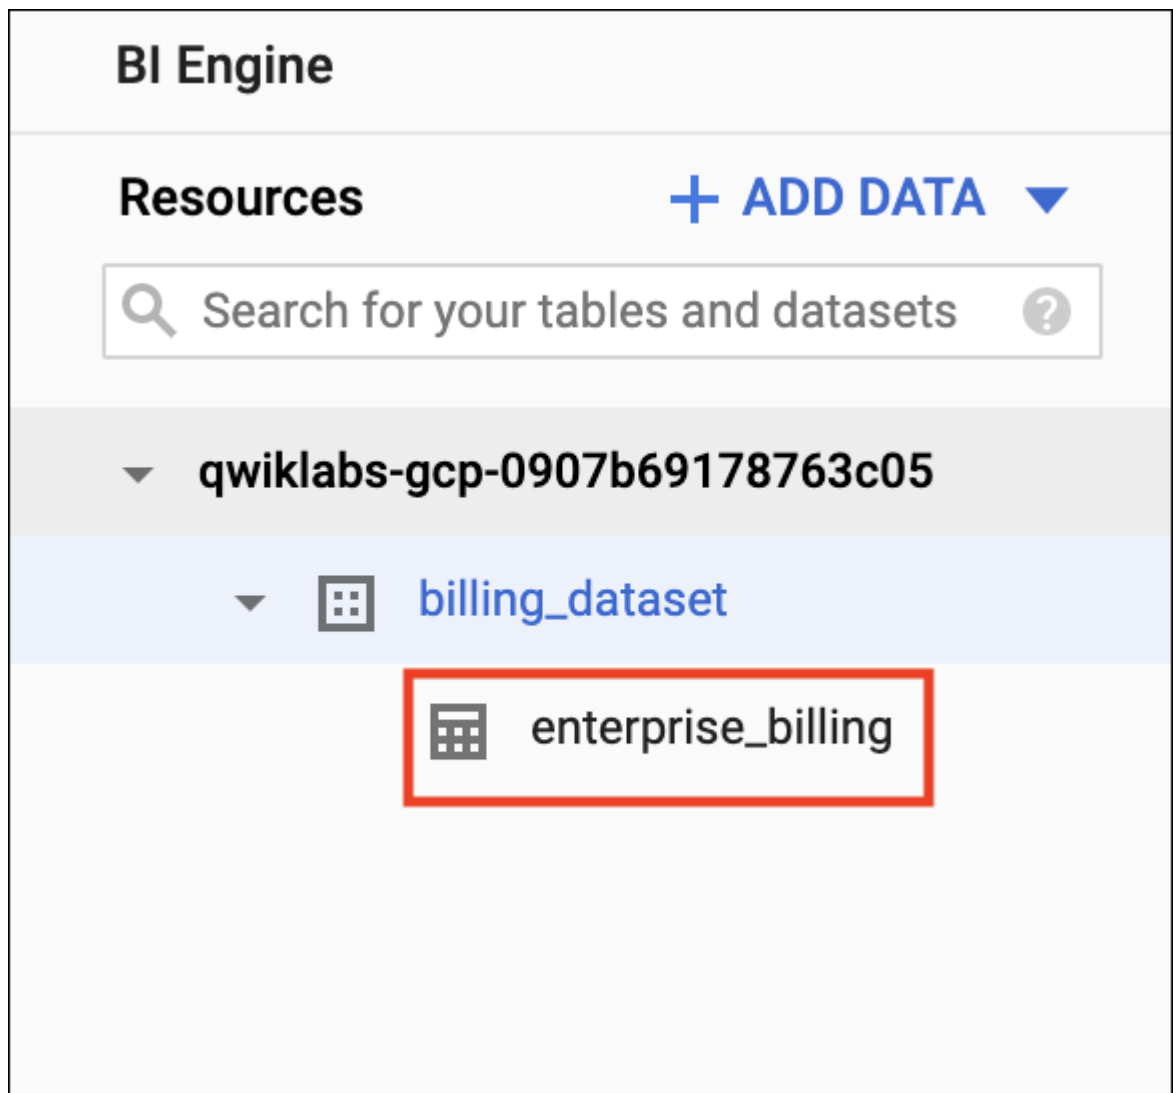 BI Engine
Resources + ADD DATA
Search for your tables and datasets ?
qwiklabs-gcp-0907b69178763c05
billing_dataset
enterprise_billing